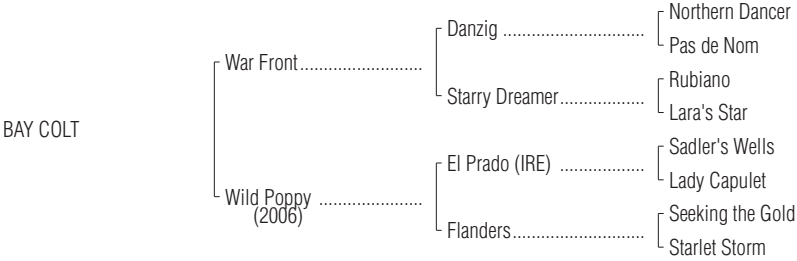 Northern Dancer
Danzig ..............................
Pas de Nom
War Front..........................
Rubiano
Starry Dreamer..................
Lara's Star
BAY COLT
Sadler's Wells
El Prado (IRE) ..................
Lady Capulet
Wild Poppy ......................
(2006)
Seeking the Gold
Flanders............................
Starlet Storm